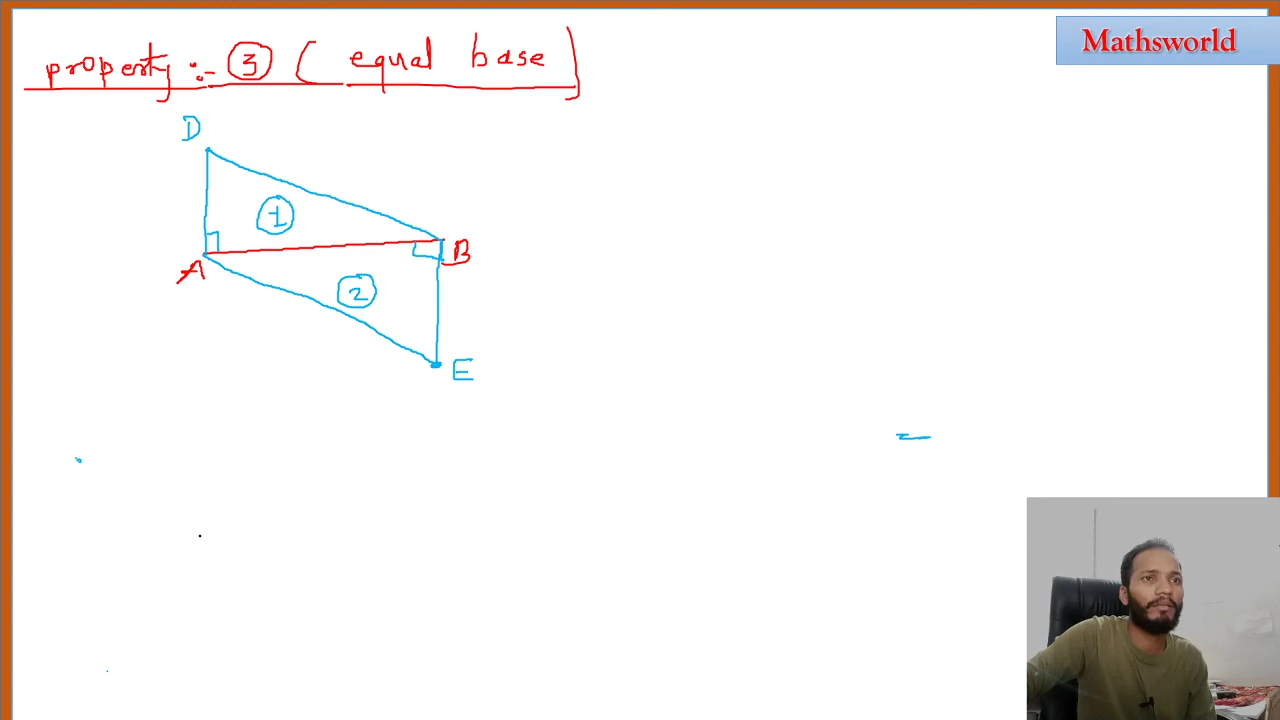 Mathsworld
property :- ③ ( equal base )
D
①
A
B
②
E